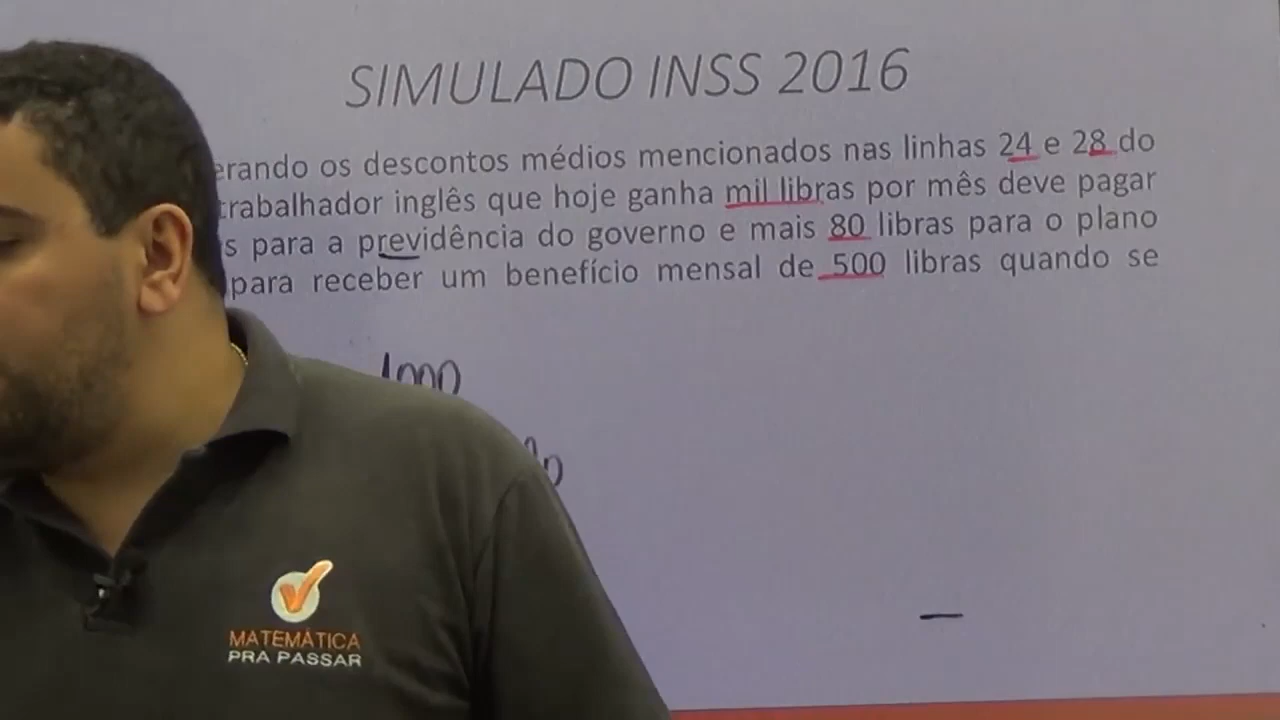 SIMULADO INSS 2016
erando os descontos médios mencionados nas linhas 24 e 28 do
trabalhador inglês que hoje ganha mil libras por mês deve pagar
s para a previdência do governo e mais 80 libras para o plano
para receber um benefício mensal de 500 libras quando se
1000
MATEMÁTICA
PRA PASSAR